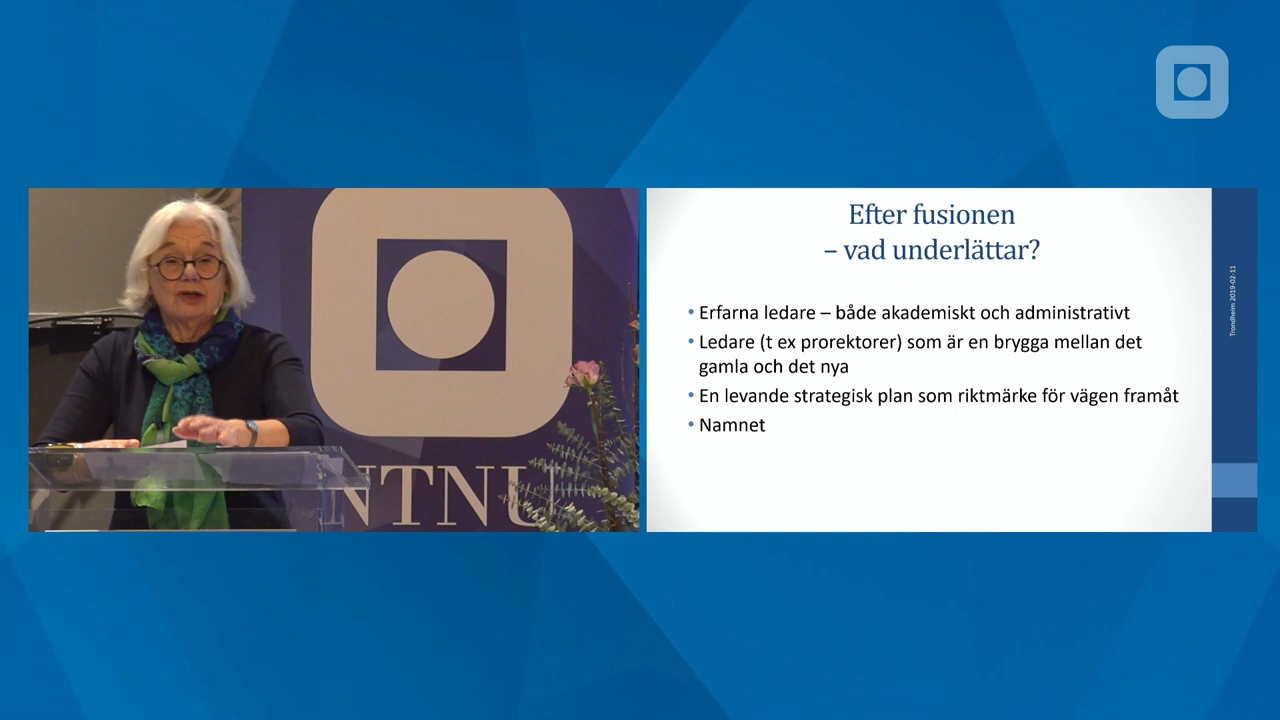 NTNU
Efter fusionen
– vad underlättar?
• Erfarna ledare – både akademiskt och administrativt
• Ledare (t ex prorektorer) som är en brygga mellan det
gamla och det nya
• En levande strategisk plan som riktmärke för vägen framåt
• Namnet
Trondheim 2019-02-11